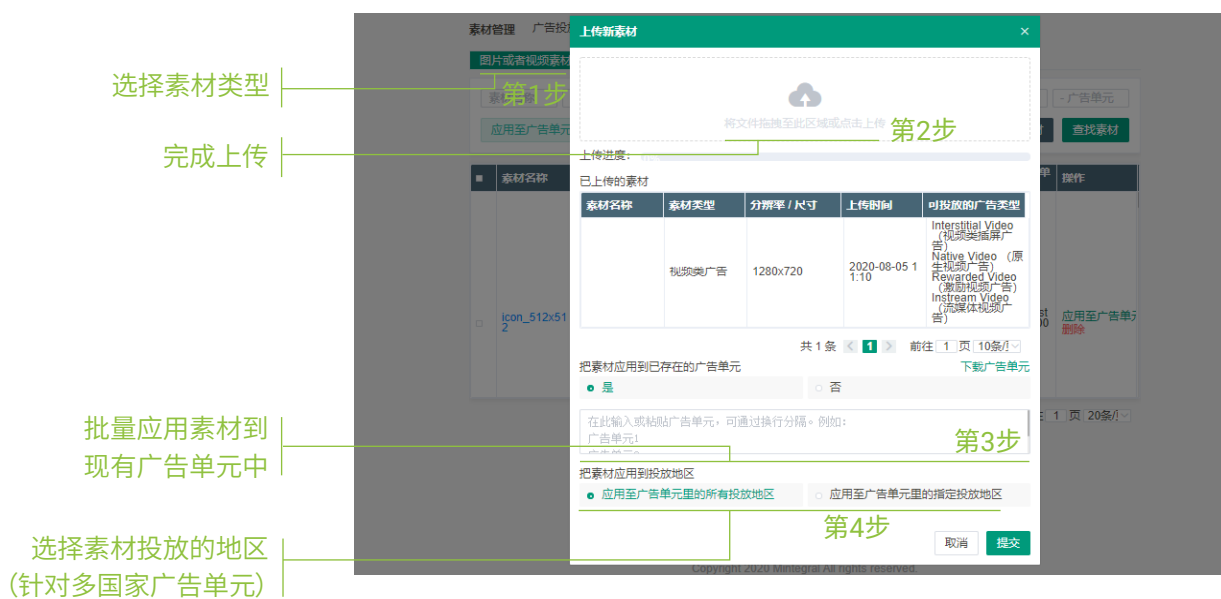 素材管理 广告投
上传新素材 ×
图片或者视频素材
选择素材类型
第1步
- 广告单元
将文件拖拽至此区域或点击上传
第2步
应用至广告单元
查找素材
完成上传
上传进度：
已上传的素材
素材名称
操作
素材名称 素材类型 分辨率 / 尺寸 上传时间 可投放的广告类型
Interstitial Video
（视频类插屏广
告）
Native Video （原
生视频广告）
视频类广告 1280x720 2020-08-05 1
1:10
Rewarded Video
（激励视频广告）
Instream Video
（流媒体视频广
告）
icon_512x51
2
应用至广告单元
删除
共 1 条 < 1 > 前往 1 页 10条/
把素材应用到已存在的广告单元 下载广告单元
是 否
1 页 20条/
在此输入或粘贴广告单元，可通过换行分隔。例如：
广告单元1
批量应用素材到
现有广告单元中
第3步
把素材应用到投放地区
应用至广告单元里的所有投放地区 应用至广告单元里的指定投放地区
第4步
选择素材投放的地区
(针对多国家广告单元)
取消 提交
Copyright 2020 Mintegral All rights reserved.